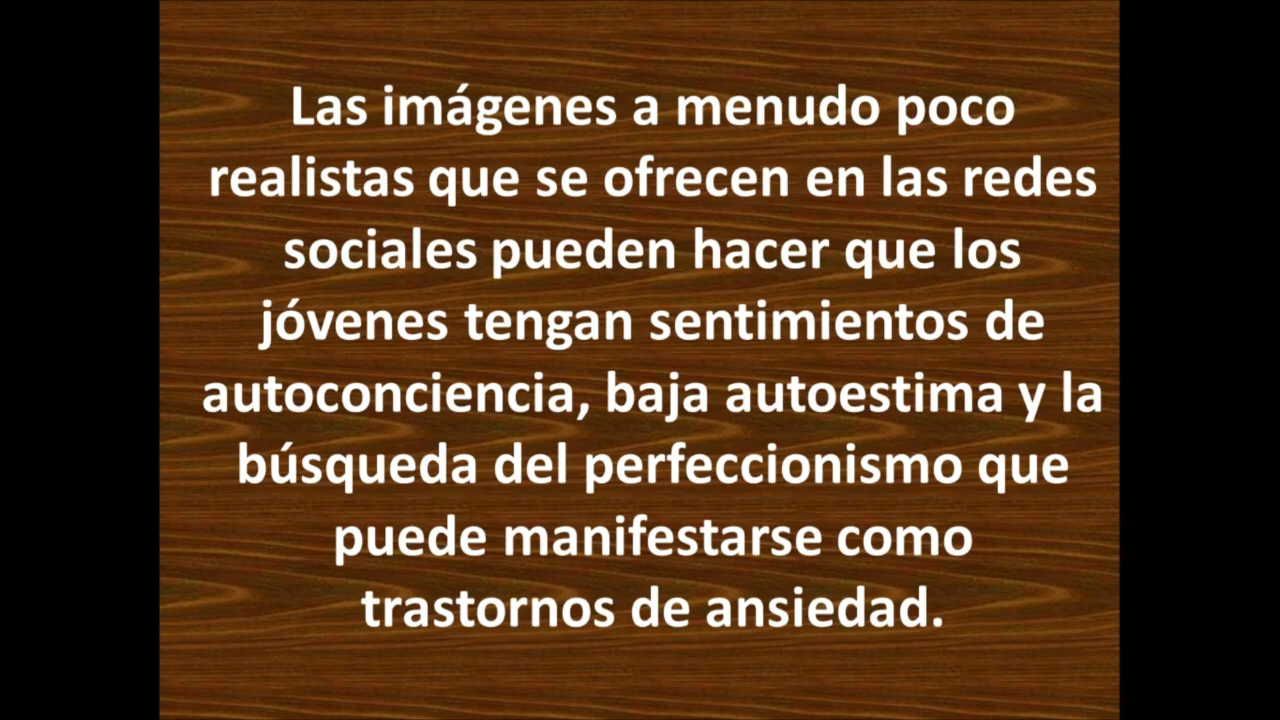 Las imágenes a menudo poco
realistas que se ofrecen en las redes
sociales pueden hacer que los
jóvenes tengan sentimientos de
autoconciencia, baja autoestima y la
búsqueda del perfeccionismo que
puede manifestarse como
trastornos de ansiedad.